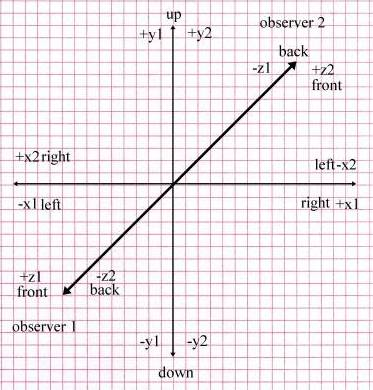 up
observer 2
+y1 +y2
back
-z1
+z2
front
+x2 right
left -x2
-x1 left
right +x1
+z1
front
-z2
back
observer 1
-y1 -y2
down